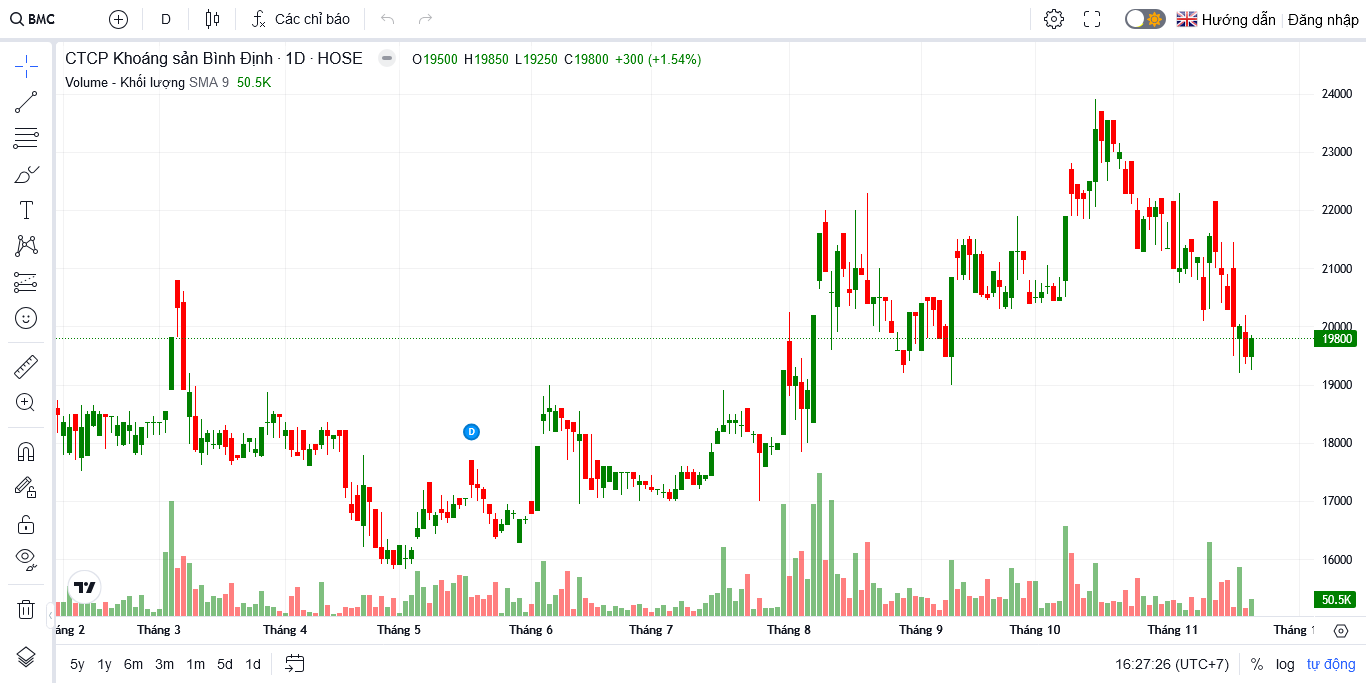 BMC D Các chỉ báo Hướng dẫn Đăng nhập
CTCP Khoáng sản Bình Định · 1D · HOSE O19500 H19850 L19250 C19800 +300 (+1.54%)
Volume - Khối lượng SMA 9 50.5K
24000
23000
22000
21000
20000
19800
19000
18000
D
17000
16000
50.5K
áng 2 Tháng 3 Tháng 4 Tháng 5 Tháng 6 Tháng 7 Tháng 8 Tháng 9 Tháng 10 Tháng 11 Tháng 1
5y 1y 6m 3m 1m 5d 1d 16:27:26 (UTC+7) % log tự động